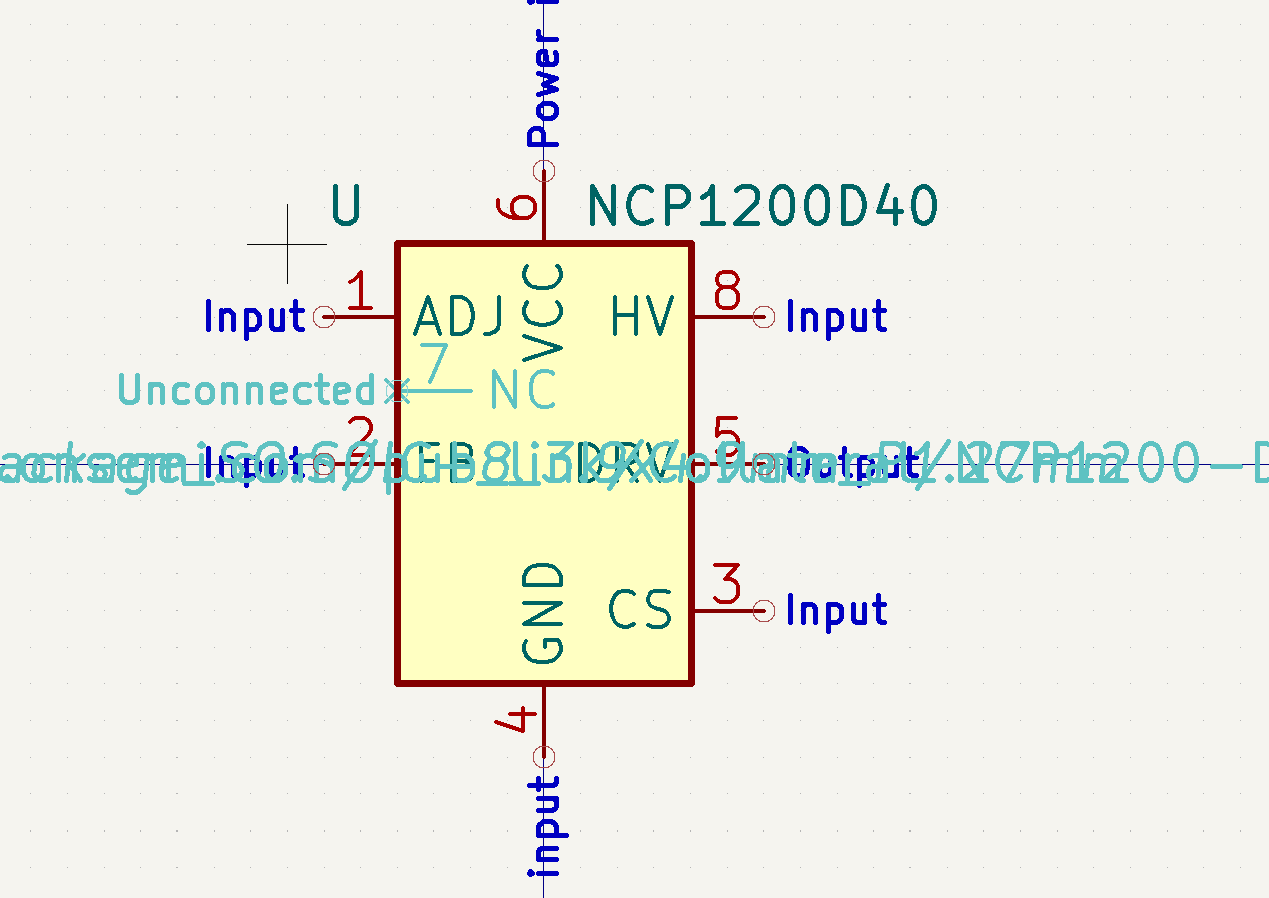 Power i
U
NCP1200D40
6
1
8
Input
ADJ
VCC
HV
Input
7
Unconnected
NC
2
5
Input
FB
DRV
Output
GND
CS
3
Input
4
input